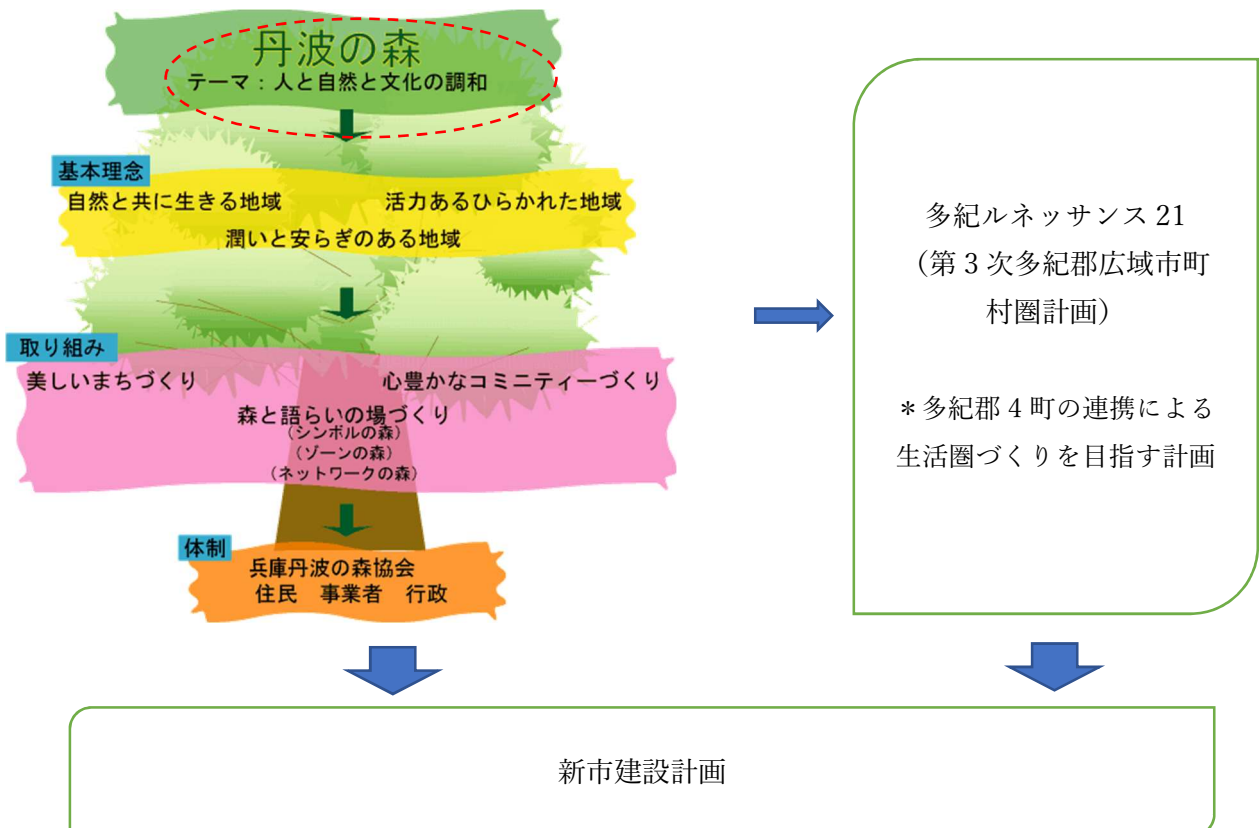 丹波の森
テーマ：人と自然と文化の調和
基本理念
自然と共に生きる地域
活力あるひらかれた地域
潤いと安らぎのある地域
取り組み
美しいまちづくり
心豊かなコミニティーづくり
森と語らいの場づくり
（シンボルの森）
（ゾーンの森）
（ネットワークの森）
体制
兵庫丹波の森協会
住民　事業者　行政
多紀ルネッサンス 21
（第 3 次多紀郡広域市町
村圏計画）
＊多紀郡 4 町の連携による
生活圏づくりを目指す計画
新市建設計画